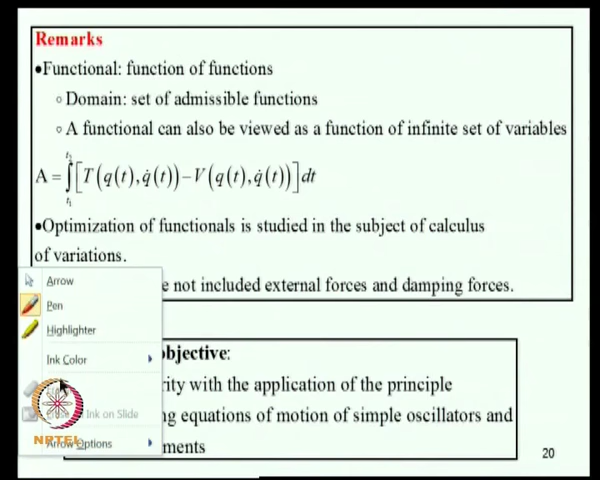 Remarks
•Functional: function of functions
○ Domain: set of admissible functions
○ A functional can also be viewed as a function of infinite set of variables
A = ∫_{t₁}^{t₂} [T(q(t), q̇(t)) − V(q(t), q̇(t))] dt
•Optimization of functionals is studied in the subject of calculus
of variations.
e not included external forces and damping forces.
Arrow
Pen
Highlighter
Ink Color
Ink on Slide
Arrow Options
bjective:
rity with the application of the principle
ng equations of motion of simple oscillators and
ments
NPTEL
20